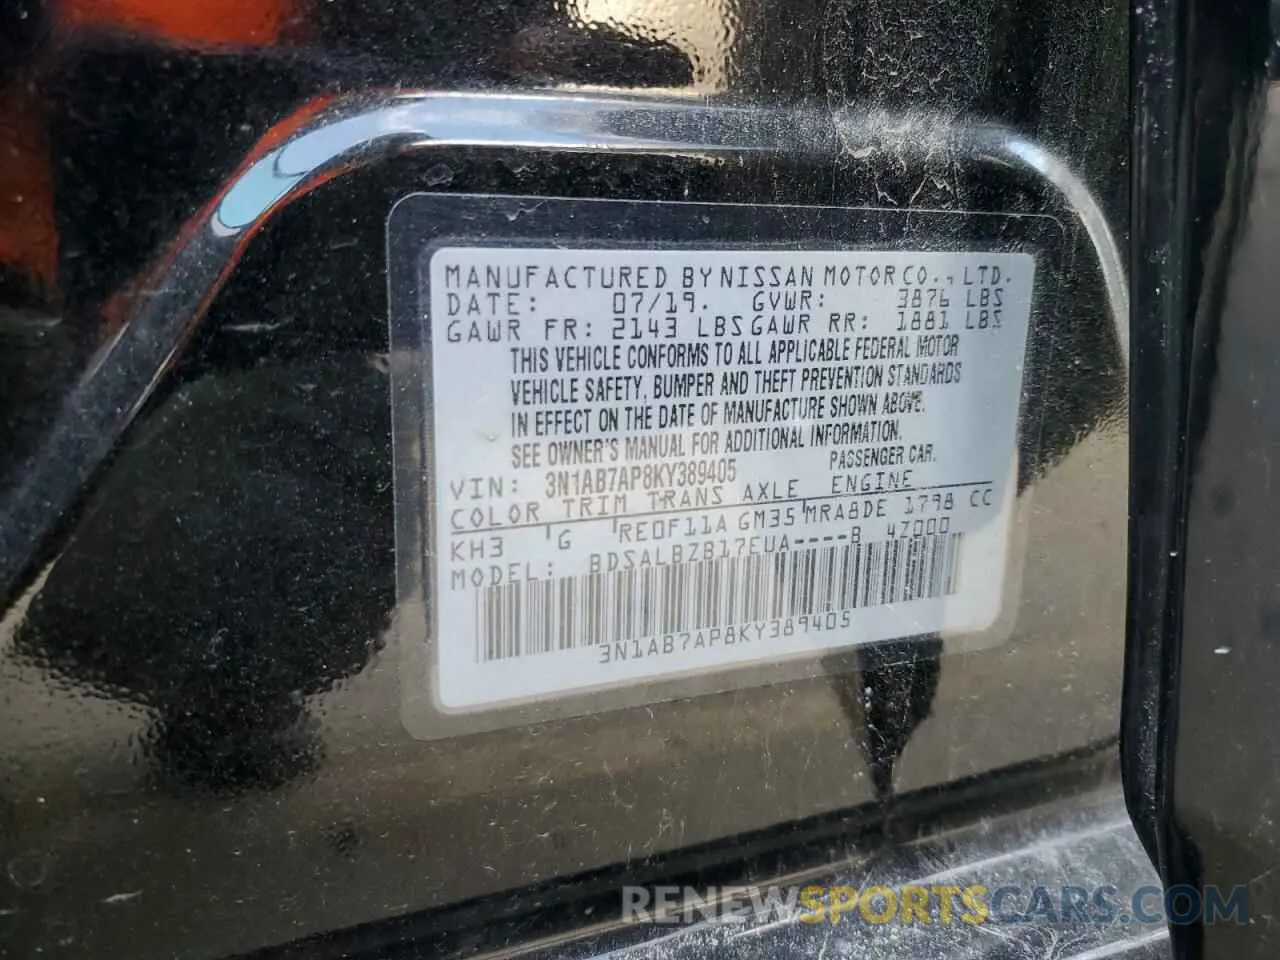 MANUFACTURED BY NISSAN MOTOR CO., LTD.
DATE: 07/19. GVWR: 3876 LBS
GAWR FR: 2143 LBS GAWR RR: 1881 LBS
THIS VEHICLE CONFORMS TO ALL APPLICABLE FEDERAL MOTOR
VEHICLE SAFETY, BUMPER AND THEFT PREVENTION STANDARDS
IN EFFECT ON THE DATE OF MANUFACTURE SHOWN ABOVE.
SEE OWNER'S MANUAL FOR ADDITIONAL INFORMATION.
VIN: 3N1AB7AP8KY389405 PASSENGER CAR.
COLOR TRIM TRANS AXLE ENGINE
KH3 G RE0F11A GM35 MRA8DE 1798 CC
MODEL: BDSALBZB17EUA----B 4Z000
3N1AB7AP8KY389405
RENEWSPORTSCARS.COM